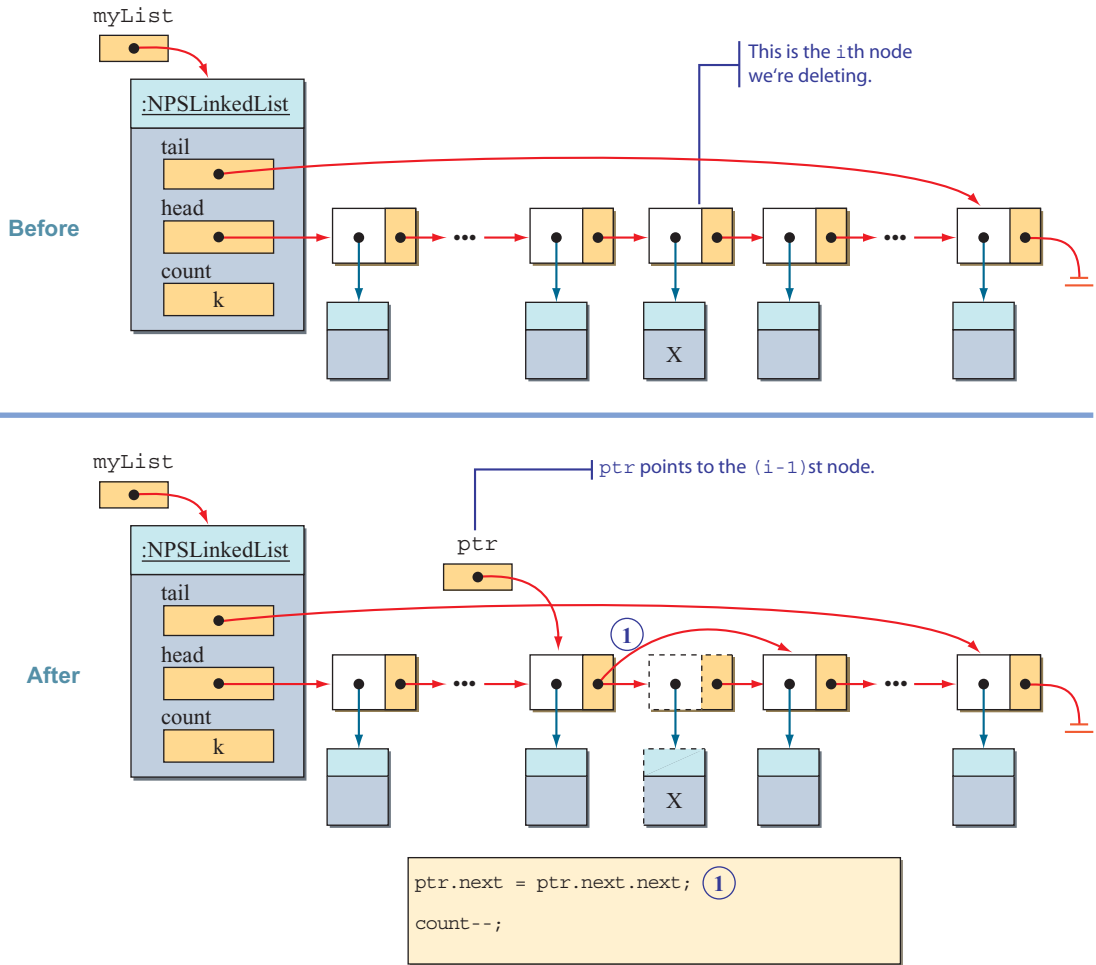 myList
This is the ith node
we're deleting.
:NPSLinkedList
tail
head
Before
•••
•••
count
k
X
myList
ptr points to the (i-1)st node.
:NPSLinkedList
ptr
tail
1
head
After
•••
•••
count
k
X
ptr.next = ptr.next.next; 1
count--;